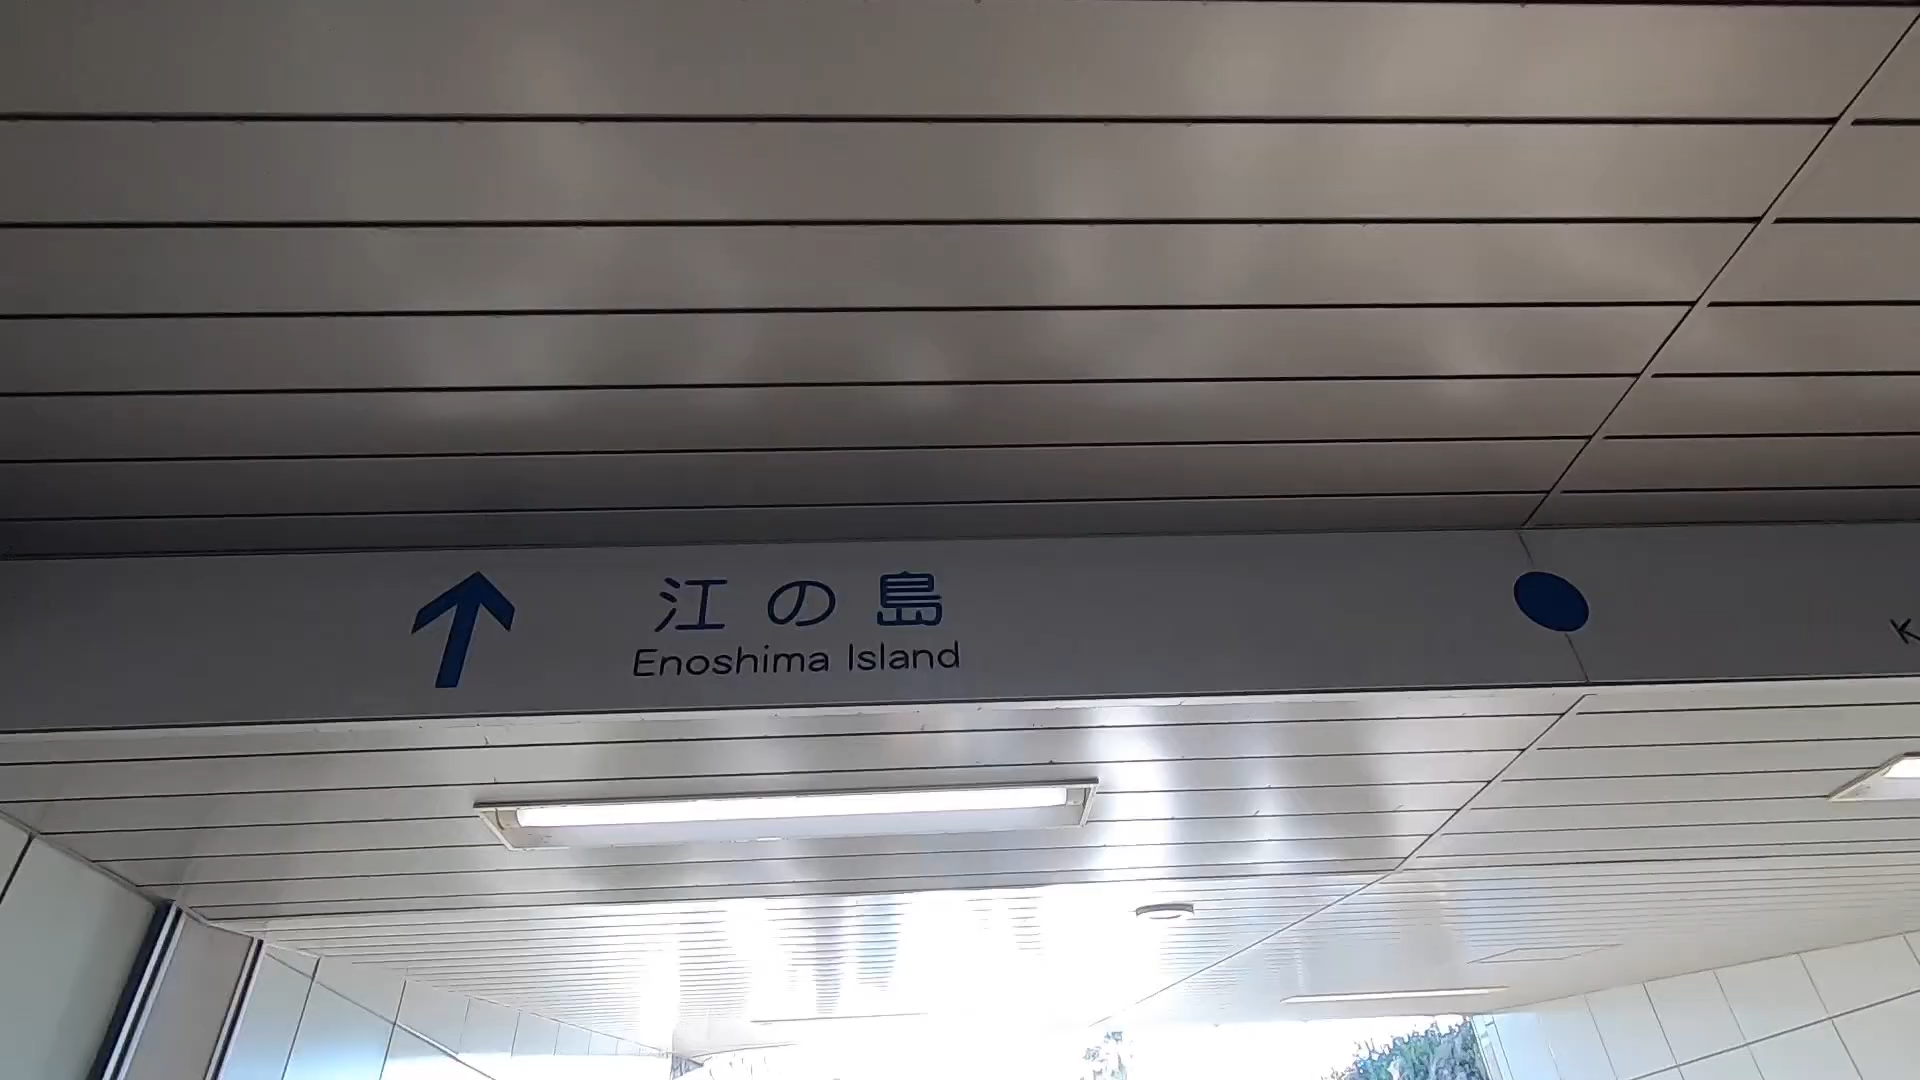 江の島
Enoshima Island